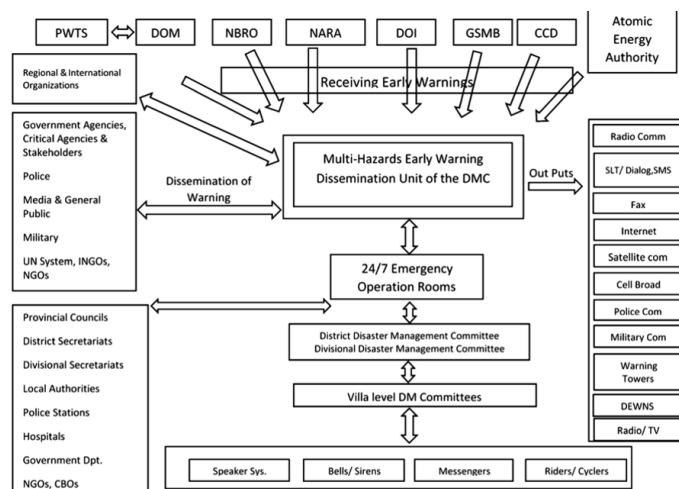 PWTS
DOM
NBRO
NARA
DOI
GSMB
CCD
Atomic
Energy
Authority
Regional & International
Organizations
Receiving Early Warnings
Government Agencies,
Critical Agencies &
Stakeholders
Police
Media & General
Public
Military
UN System, INGOs,
NGOs
Dissemination of
Warning
Multi-Hazards Early Warning
Dissemination Unit of the DMC
Out Puts
Radio Comm
SLT/ Dialog,SMS
Fax
Internet
Satellite com
Cell Broad
Police Com
Military Com
Warning
Towers
DEWNS
Radio/ TV
24/7 Emergency
Operation Rooms
Provincial Councils
District Secretariats
Divisional Secretariats
Local Authorities
Police Stations
Hospitals
Government Dpt.
NGOs, CBOs
District Disaster Management Committee
Divisional Disaster Management Committee
Villa level DM Committees
Speaker Sys.
Bells/ Sirens
Messengers
Riders/ Cyclers